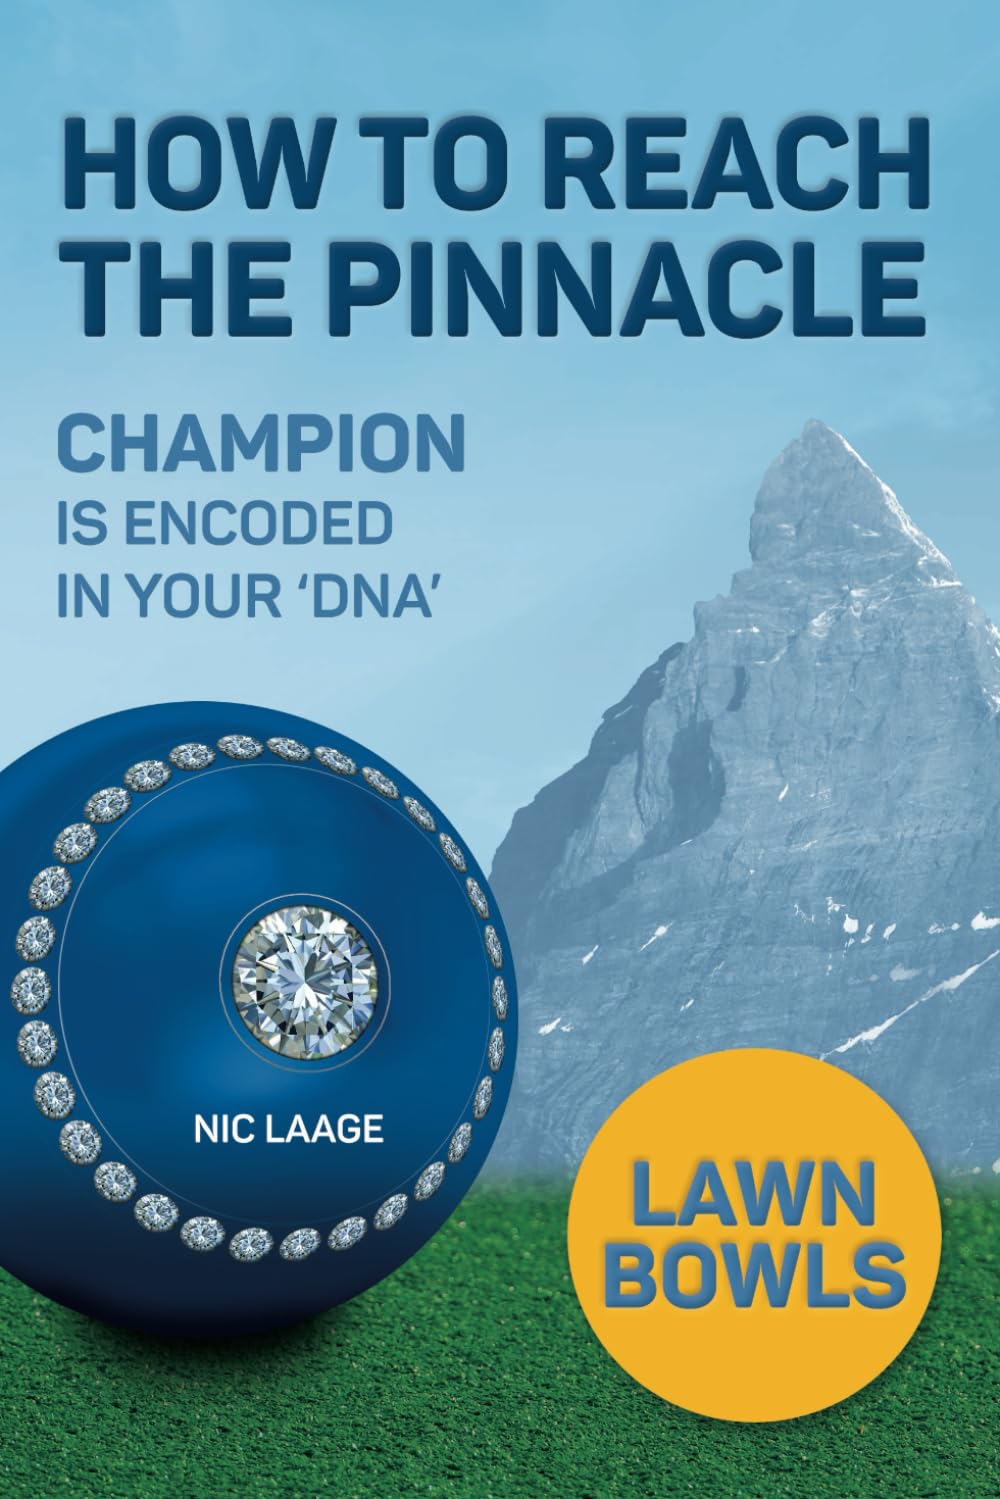 HOW TO REACH
THE PINNACLE
CHAMPION
IS ENCODED
IN YOUR ‘DNA’
NIC LAAGE
LAWN
BOWLS